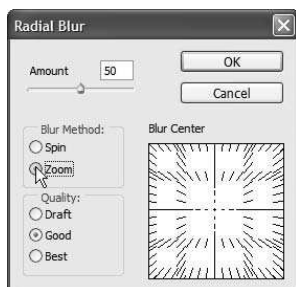 Radial Blur
Amount 50
OK
Cancel
Blur Method:
Spin
Zoom
Blur Center
Quality:
Draft
Good
Best